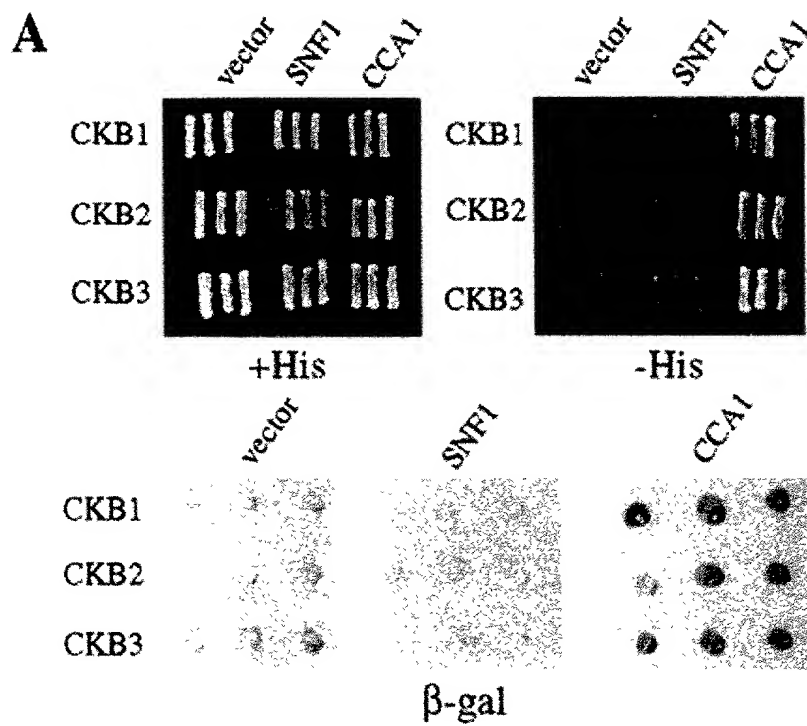 A
vector SNF1 CCA1 vector SNF1 CCA1
CKB1 CKB1
CKB2 CKB2
CKB3 CKB3
+His -His
vector SNF1 CCA1
CKB1
CKB2
CKB3
β-gal